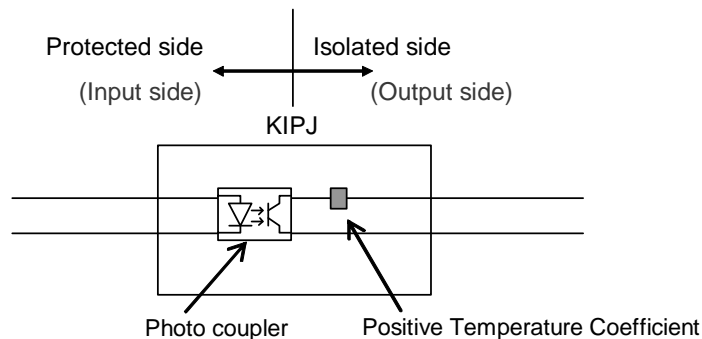 Protected side
Isolated side
(Input side)
(Output side)
KIPJ
Photo coupler
Positive Temperature Coefficient